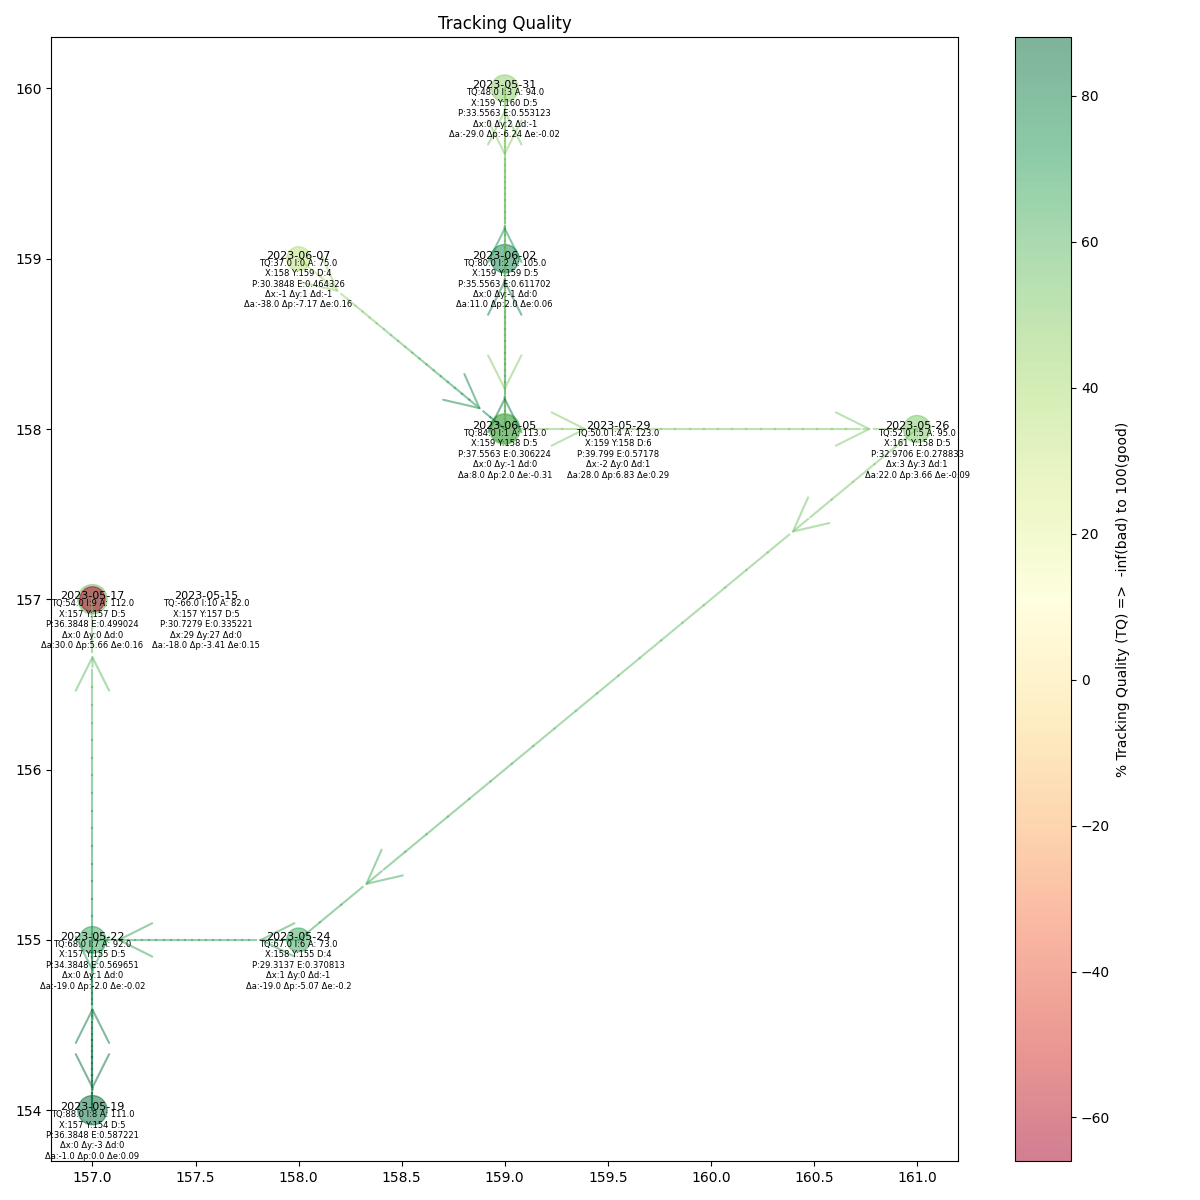 Tracking Quality
160
2023-05-31
TQ:48.0 I:3 A: 94.0
X:159 Y:160 D:5
P:33.5563 E:0.553123
Δx:0 Δy:2 Δd:-1
Δa:-29.0 Δp:-6.24 Δe:-0.02
159
2023-06-07
TQ:37.0 I:0 A: 75.0
X:158 Y:159 D:4
P:30.3848 E:0.464326
Δx:-1 Δy:1 Δd:-1
Δa:-38.0 Δp:-7.17 Δe:0.16
2023-06-02
TQ:80.0 I:2 A: 105.0
X:159 Y:159 D:5
P:35.5563 E:0.611702
Δx:0 Δy:-1 Δd:0
Δa:11.0 Δp:2.0 Δe:0.06
158
2023-06-05
TQ:84.0 I:1 A: 113.0
X:159 Y:158 D:5
P:37.5563 E:0.306224
Δx:0 Δy:-1 Δd:0
Δa:8.0 Δp:2.0 Δe:-0.31
2023-05-29
TQ:50.0 I:4 A: 123.0
X:159 Y:158 D:6
P:39.799 E:0.57178
Δx:-2 Δy:0 Δd:1
Δa:28.0 Δp:6.83 Δe:0.29
2023-05-26
TQ:52.0 I:5 A: 95.0
X:161 Y:158 D:5
P:32.9706 E:0.278833
Δx:3 Δy:3 Δd:1
Δa:22.0 Δp:3.66 Δe:-0.09
157
2023-05-17
TQ:54.0 I:9 A: 112.0
X:157 Y:157 D:5
P:36.3848 E:0.499024
Δx:0 Δy:0 Δd:0
Δa:30.0 Δp:5.66 Δe:0.16
2023-05-15
TQ:-66.0 I:10 A: 82.0
X:157 Y:157 D:5
P:30.7279 E:0.335221
Δx:29 Δy:27 Δd:0
Δa:-18.0 Δp:-3.41 Δe:0.15
156
155
2023-05-22
TQ:68.0 I:7 A: 92.0
X:157 Y:155 D:5
P:34.3848 E:0.569651
Δx:0 Δy:1 Δd:0
Δa:-19.0 Δp:-2.0 Δe:-0.02
2023-05-24
TQ:67.0 I:6 A: 73.0
X:158 Y:155 D:4
P:29.3137 E:0.370813
Δx:1 Δy:0 Δd:-1
Δa:-19.0 Δp:-5.07 Δe:-0.2
154
2023-05-19
TQ:88.0 I:8 A: 111.0
X:157 Y:154 D:5
P:36.3848 E:0.587221
Δx:0 Δy:-3 Δd:0
Δa:-1.0 Δp:0.0 Δe:0.09
157.0 157.5 158.0 158.5 159.0 159.5 160.0 160.5 161.0
80
60
40
20
0
−20
−40
−60
% Tracking Quality (TQ) => -inf(bad) to 100(good)